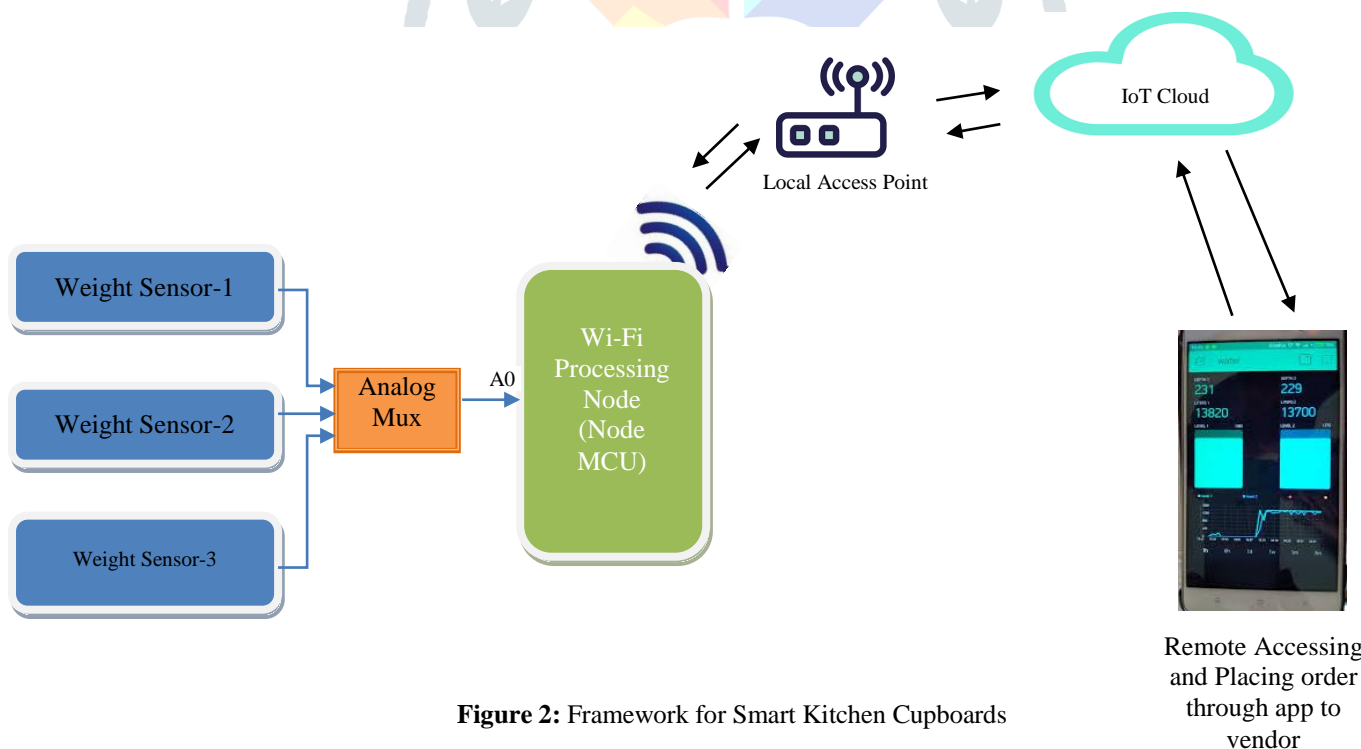 IoT Cloud
Local Access Point
Weight Sensor-1
Weight Sensor-2
Weight Sensor-3
Analog
Mux
A0
Wi-Fi
Processing
Node
(Node
MCU)
water
231
229
13820
13700
Remote Accessing
and Placing order
through app to
vendor
Figure 2: Framework for Smart Kitchen Cupboards